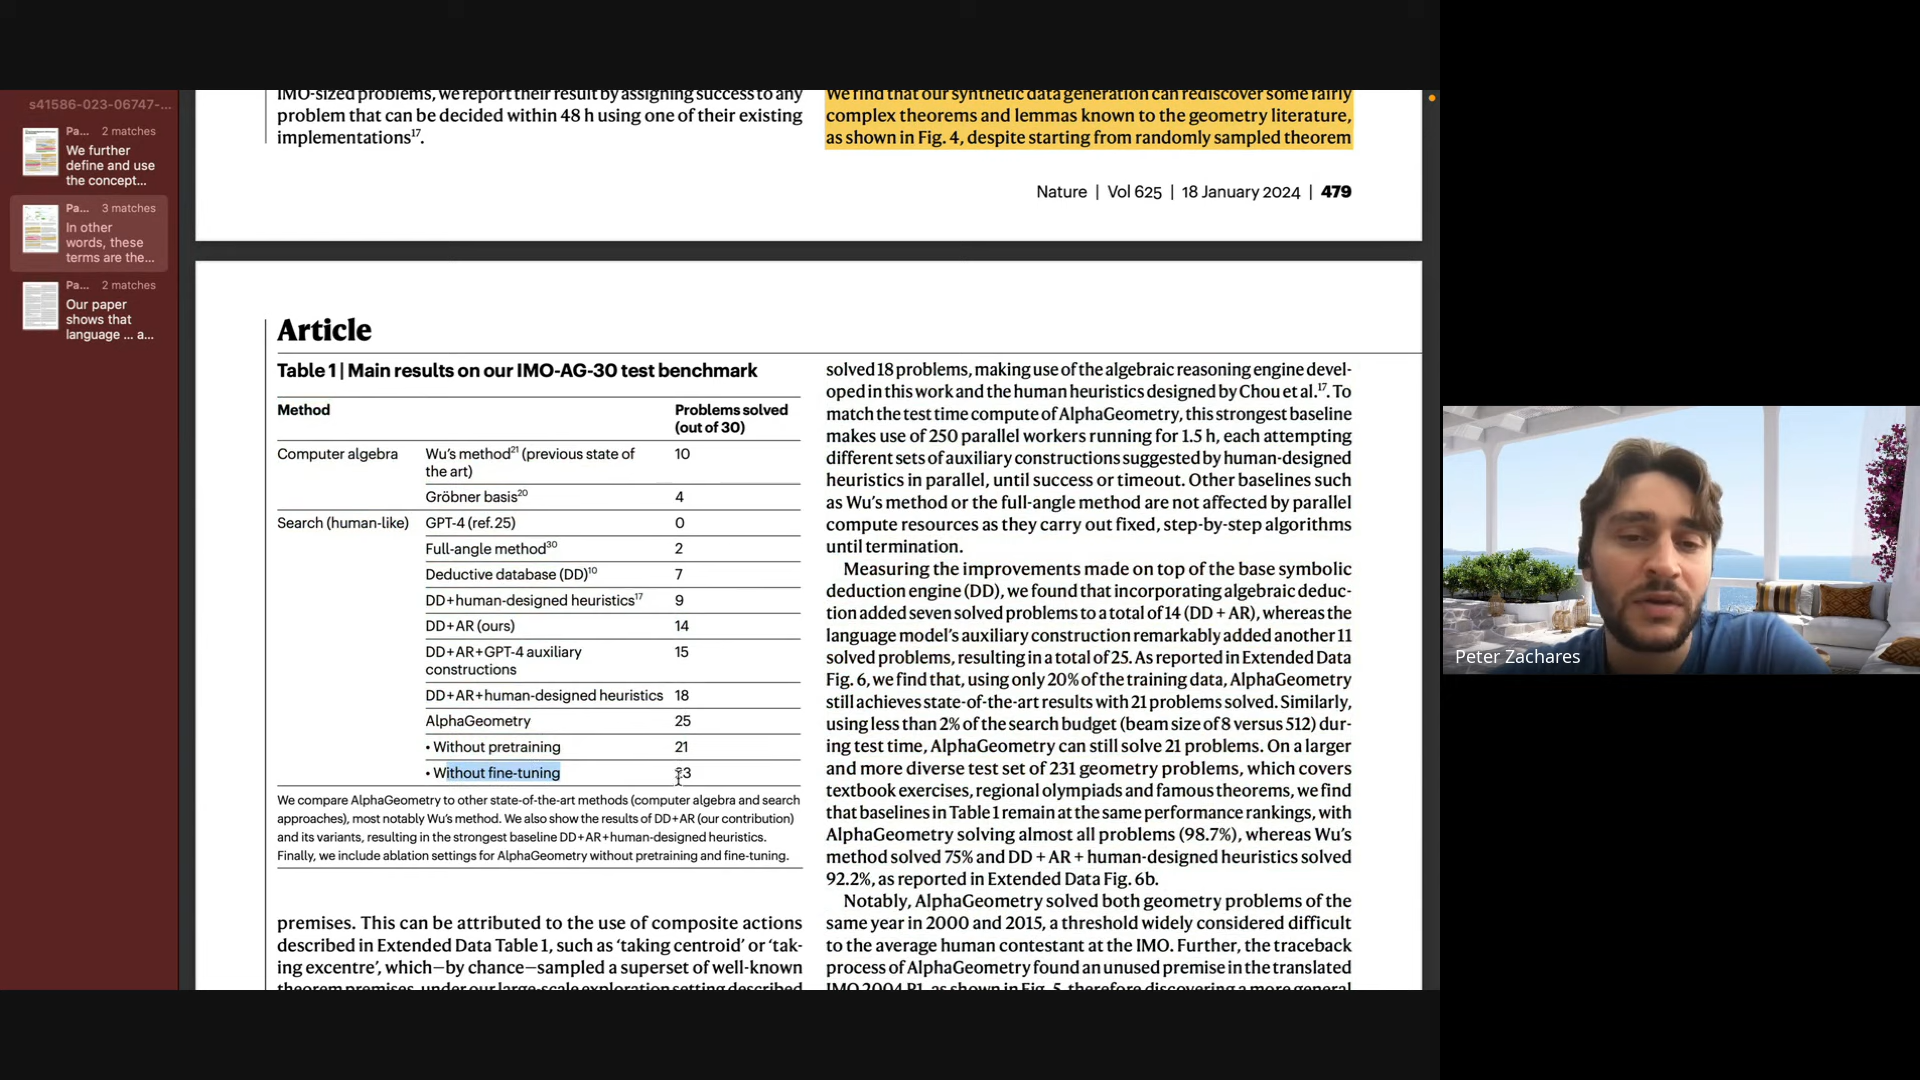 s41586-023-06747-...
Pa... 2 matches
We further
define and use
the concept...
Pa... 3 matches
In other
words, these
terms are the...
Pa... 2 matches
Our paper
shows that
language ... a...
IMO-sized problems, we report their result by assigning success to any
problem that can be decided within 48 h using one of their existing
implementations17.
We find that our synthetic data generation can rediscover some fairly
complex theorems and lemmas known to the geometry literature,
as shown in Fig. 4, despite starting from randomly sampled theorem
Nature | Vol 625 | 18 January 2024 | 479
Article
Table 1 | Main results on our IMO-AG-30 test benchmark
Method Problems solved
(out of 30)
Computer algebra Wu's method21 (previous state of 10
the art)
Gröbner basis20 4
Search (human-like) GPT-4 (ref. 25) 0
Full-angle method30 2
Deductive database (DD)10 7
DD+human-designed heuristics17 9
DD+AR (ours) 14
DD+AR+GPT-4 auxiliary 15
constructions
DD+AR+human-designed heuristics 18
AlphaGeometry 25
• Without pretraining 21
• Without fine-tuning 23
We compare AlphaGeometry to other state-of-the-art methods (computer algebra and search
approaches), most notably Wu's method. We also show the results of DD+AR (our contribution)
and its variants, resulting in the strongest baseline DD+AR+human-designed heuristics.
Finally, we include ablation settings for AlphaGeometry without pretraining and fine-tuning.
premises. This can be attributed to the use of composite actions
described in Extended Data Table 1, such as 'taking centroid' or 'tak-
ing excentre', which—by chance—sampled a superset of well-known
theorem premises, under our large-scale exploration setting described
solved 18 problems, making use of the algebraic reasoning engine devel-
oped in this work and the human heuristics designed by Chou et al.17. To
match the test time compute of AlphaGeometry, this strongest baseline
makes use of 250 parallel workers running for 1.5 h, each attempting
different sets of auxiliary constructions suggested by human-designed
heuristics in parallel, until success or timeout. Other baselines such
as Wu's method or the full-angle method are not affected by parallel
compute resources as they carry out fixed, step-by-step algorithms
until termination.
Measuring the improvements made on top of the base symbolic
deduction engine (DD), we found that incorporating algebraic deduc-
tion added seven solved problems to a total of 14 (DD + AR), whereas the
language model's auxiliary construction remarkably added another 11
solved problems, resulting in a total of 25. As reported in Extended Data
Fig. 6, we find that, using only 20% of the training data, AlphaGeometry
still achieves state-of-the-art results with 21 problems solved. Similarly,
using less than 2% of the search budget (beam size of 8 versus 512) dur-
ing test time, AlphaGeometry can still solve 21 problems. On a larger
and more diverse test set of 231 geometry problems, which covers
textbook exercises, regional olympiads and famous theorems, we find
that baselines in Table 1 remain at the same performance rankings, with
AlphaGeometry solving almost all problems (98.7%), whereas Wu's
method solved 75% and DD + AR + human-designed heuristics solved
92.2%, as reported in Extended Data Fig. 6b.
Notably, AlphaGeometry solved both geometry problems of the
same year in 2000 and 2015, a threshold widely considered difficult
to the average human contestant at the IMO. Further, the traceback
process of AlphaGeometry found an unused premise in the translated
IMO 2004 P1, as shown in Fig. 5, therefore discovering a more general
Peter Zachares